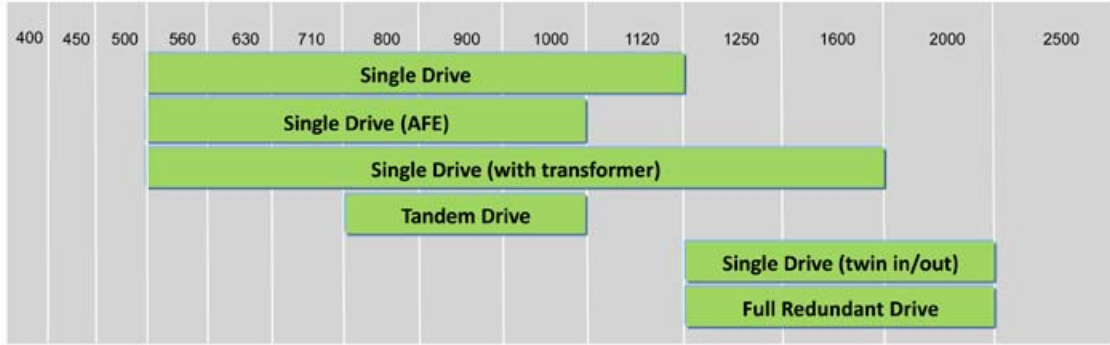 400 450 500 560 630 710 800 900 1000 1120 1250 1600 2000 2500
Single Drive
Single Drive (AFE)
Single Drive (with transformer)
Tandem Drive
Single Drive (twin in/out)
Full Redundant Drive